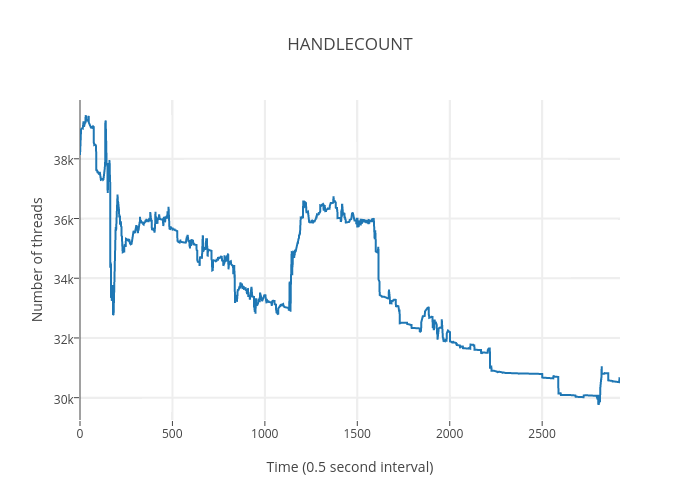 HANDLECOUNT
Number of threads
38k
36k
34k
32k
30k
0
500
1000
1500
2000
2500
Time (0.5 second interval)